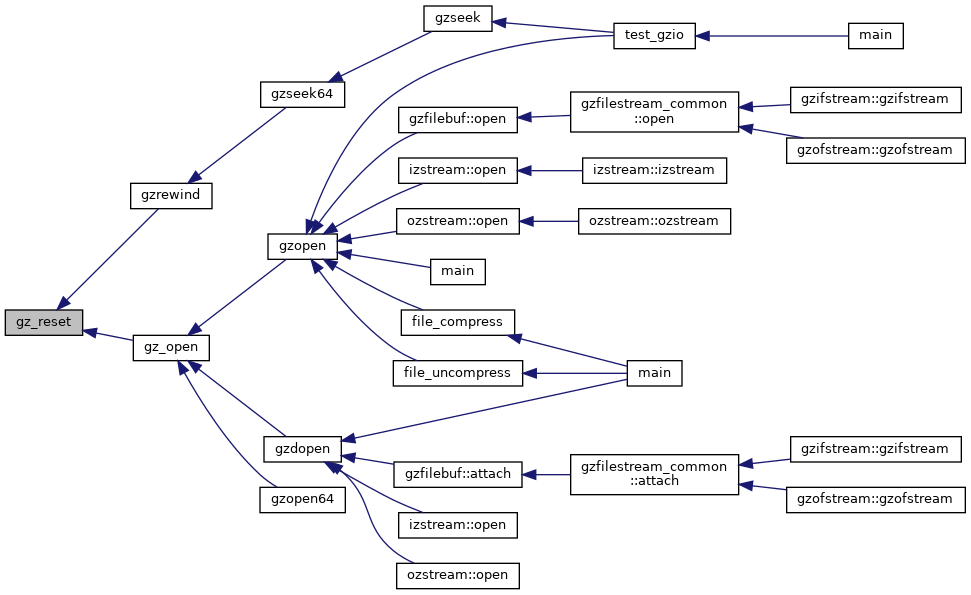 gzseek
test_gzio
main
gzseek64
gzfilebuf::open
gzfilestream_common
::open
gzifstream::gzifstream
gzofstream::gzofstream
izstream::open
izstream::izstream
gzrewind
ozstream::open
ozstream::ozstream
gzopen
main
gz_reset
file_compress
gz_open
file_uncompress
main
gzdopen
gzfilebuf::attach
gzfilestream_common
::attach
gzifstream::gzifstream
gzofstream::gzofstream
gzopen64
izstream::open
ozstream::open